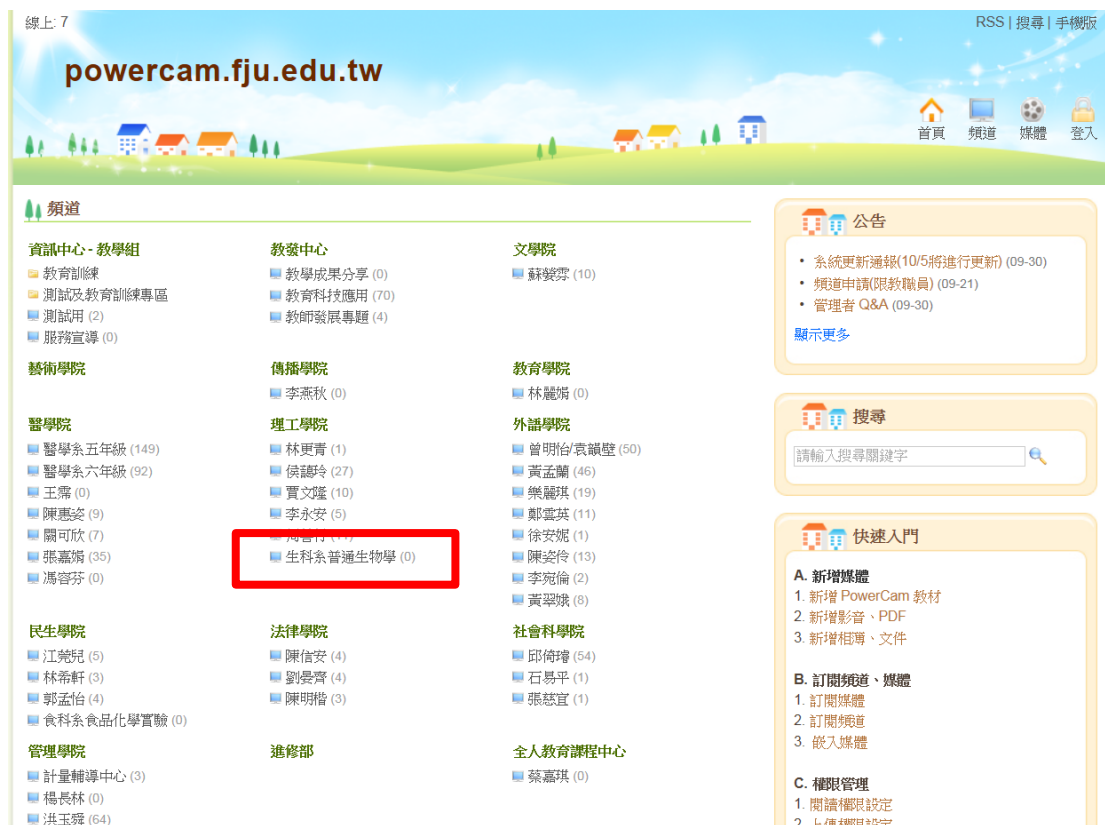 線上: 7
RSS | 搜尋 | 手機版
powercam.fju.edu.tw
首頁 頻道 媒體 登入
頻道
資訊中心 - 教學組
教育訓練
測試及教育訓練專區
測試用 (2)
服務宣導 (0)
教發中心
教學成果分享 (0)
教育科技應用 (70)
教師發展專題 (4)
文學院
蘇嫈雰 (10)
藝術學院
傳播學院
李燕秋 (0)
教育學院
林麗娟 (0)
醫學院
醫學系五年級 (149)
醫學系六年級 (92)
王霈 (0)
陳惠姿 (9)
關可欣 (7)
張嘉娟 (35)
馮容芬 (0)
理工學院
林更青 (1)
侯護玲 (27)
賈文隆 (10)
李永安 (5)
生科系普通生物學 (0)
外語學院
曾明怡/袁韻璧 (50)
黃孟蘭 (46)
樂麗琪 (19)
鄭雲英 (11)
徐安妮 (1)
陳姿伶 (13)
李宛倫 (2)
黃翠娥 (8)
民生學院
江莞兒 (5)
林希軒 (3)
郭孟怡 (4)
食科系食品化學實驗 (0)
法律學院
陳信安 (4)
劉晏齊 (4)
陳明楷 (3)
社會科學院
邱倚璿 (54)
石易平 (1)
張慈宜 (1)
管理學院
計量輔導中心 (3)
楊長林 (0)
洪玉舜 (64)
進修部
全人教育課程中心
蔡嘉琪 (0)
公告
系統更新通報(10/5將進行更新) (09-30)
頻道申請(限教職員) (09-21)
管理者 Q&A (09-30)
顯示更多
搜尋
請輸入搜尋關鍵字
快速入門
A. 新增媒體
1. 新增 PowerCam 教材
2. 新增影音、PDF
3. 新增相簿、文件
B. 訂閱頻道、媒體
1. 訂閱媒體
2. 訂閱頻道
3. 嵌入媒體
C. 權限管理
1. 閱讀權限設定
2. 上傳權限設定